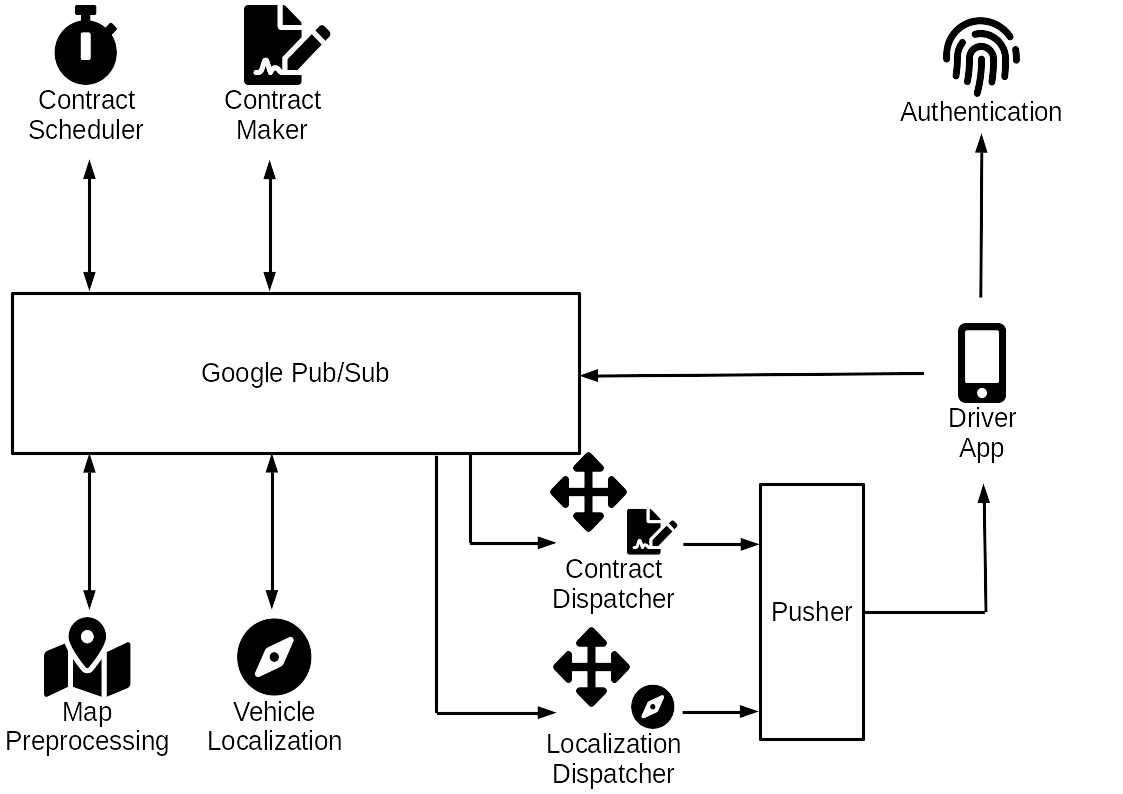 Contract
Scheduler
Contract
Maker
Authentication
Google Pub/Sub
Driver
App
Contract
Dispatcher
Pusher
Map
Preprocessing
Vehicle
Localization
Localization
Dispatcher